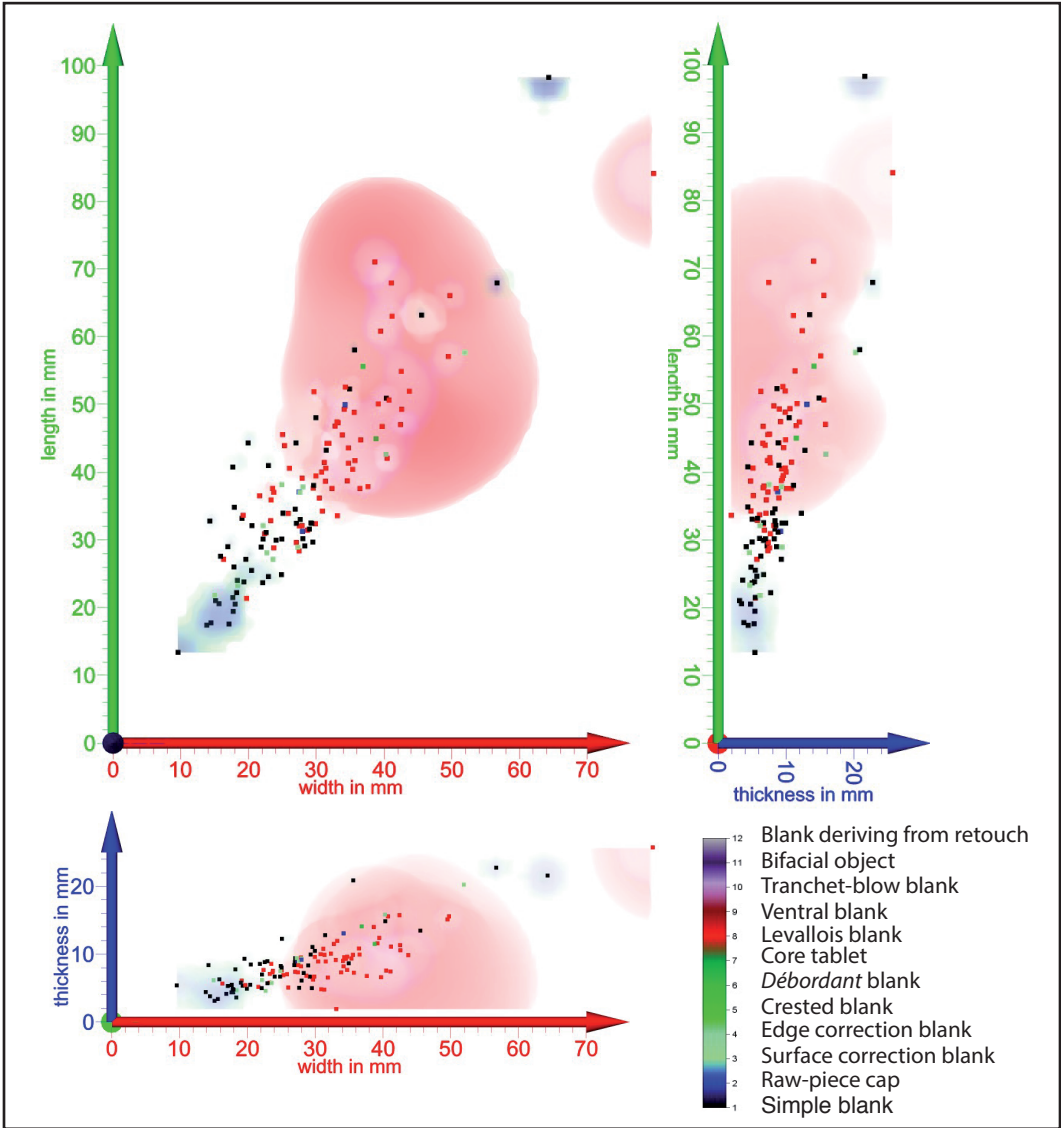 100
90
80
70
60
50
40
30
20
10
0
length in mm
0
10
20
30
40
50
60
70
width in mm
100
90
80
70
60
50
40
30
20
10
0
length in mm
0
10
20
thickness in mm
20
10
0
thickness in mm
0
10
20
30
40
50
60
70
width in mm
12 Blank deriving from retouch
11 Bifacial object
10 Tranchet-blow blank
9 Ventral blank
8 Levallois blank
7 Core tablet
6 Débordant blank
5 Crested blank
4 Edge correction blank
3 Surface correction blank
2 Raw-piece cap
1 Simple blank